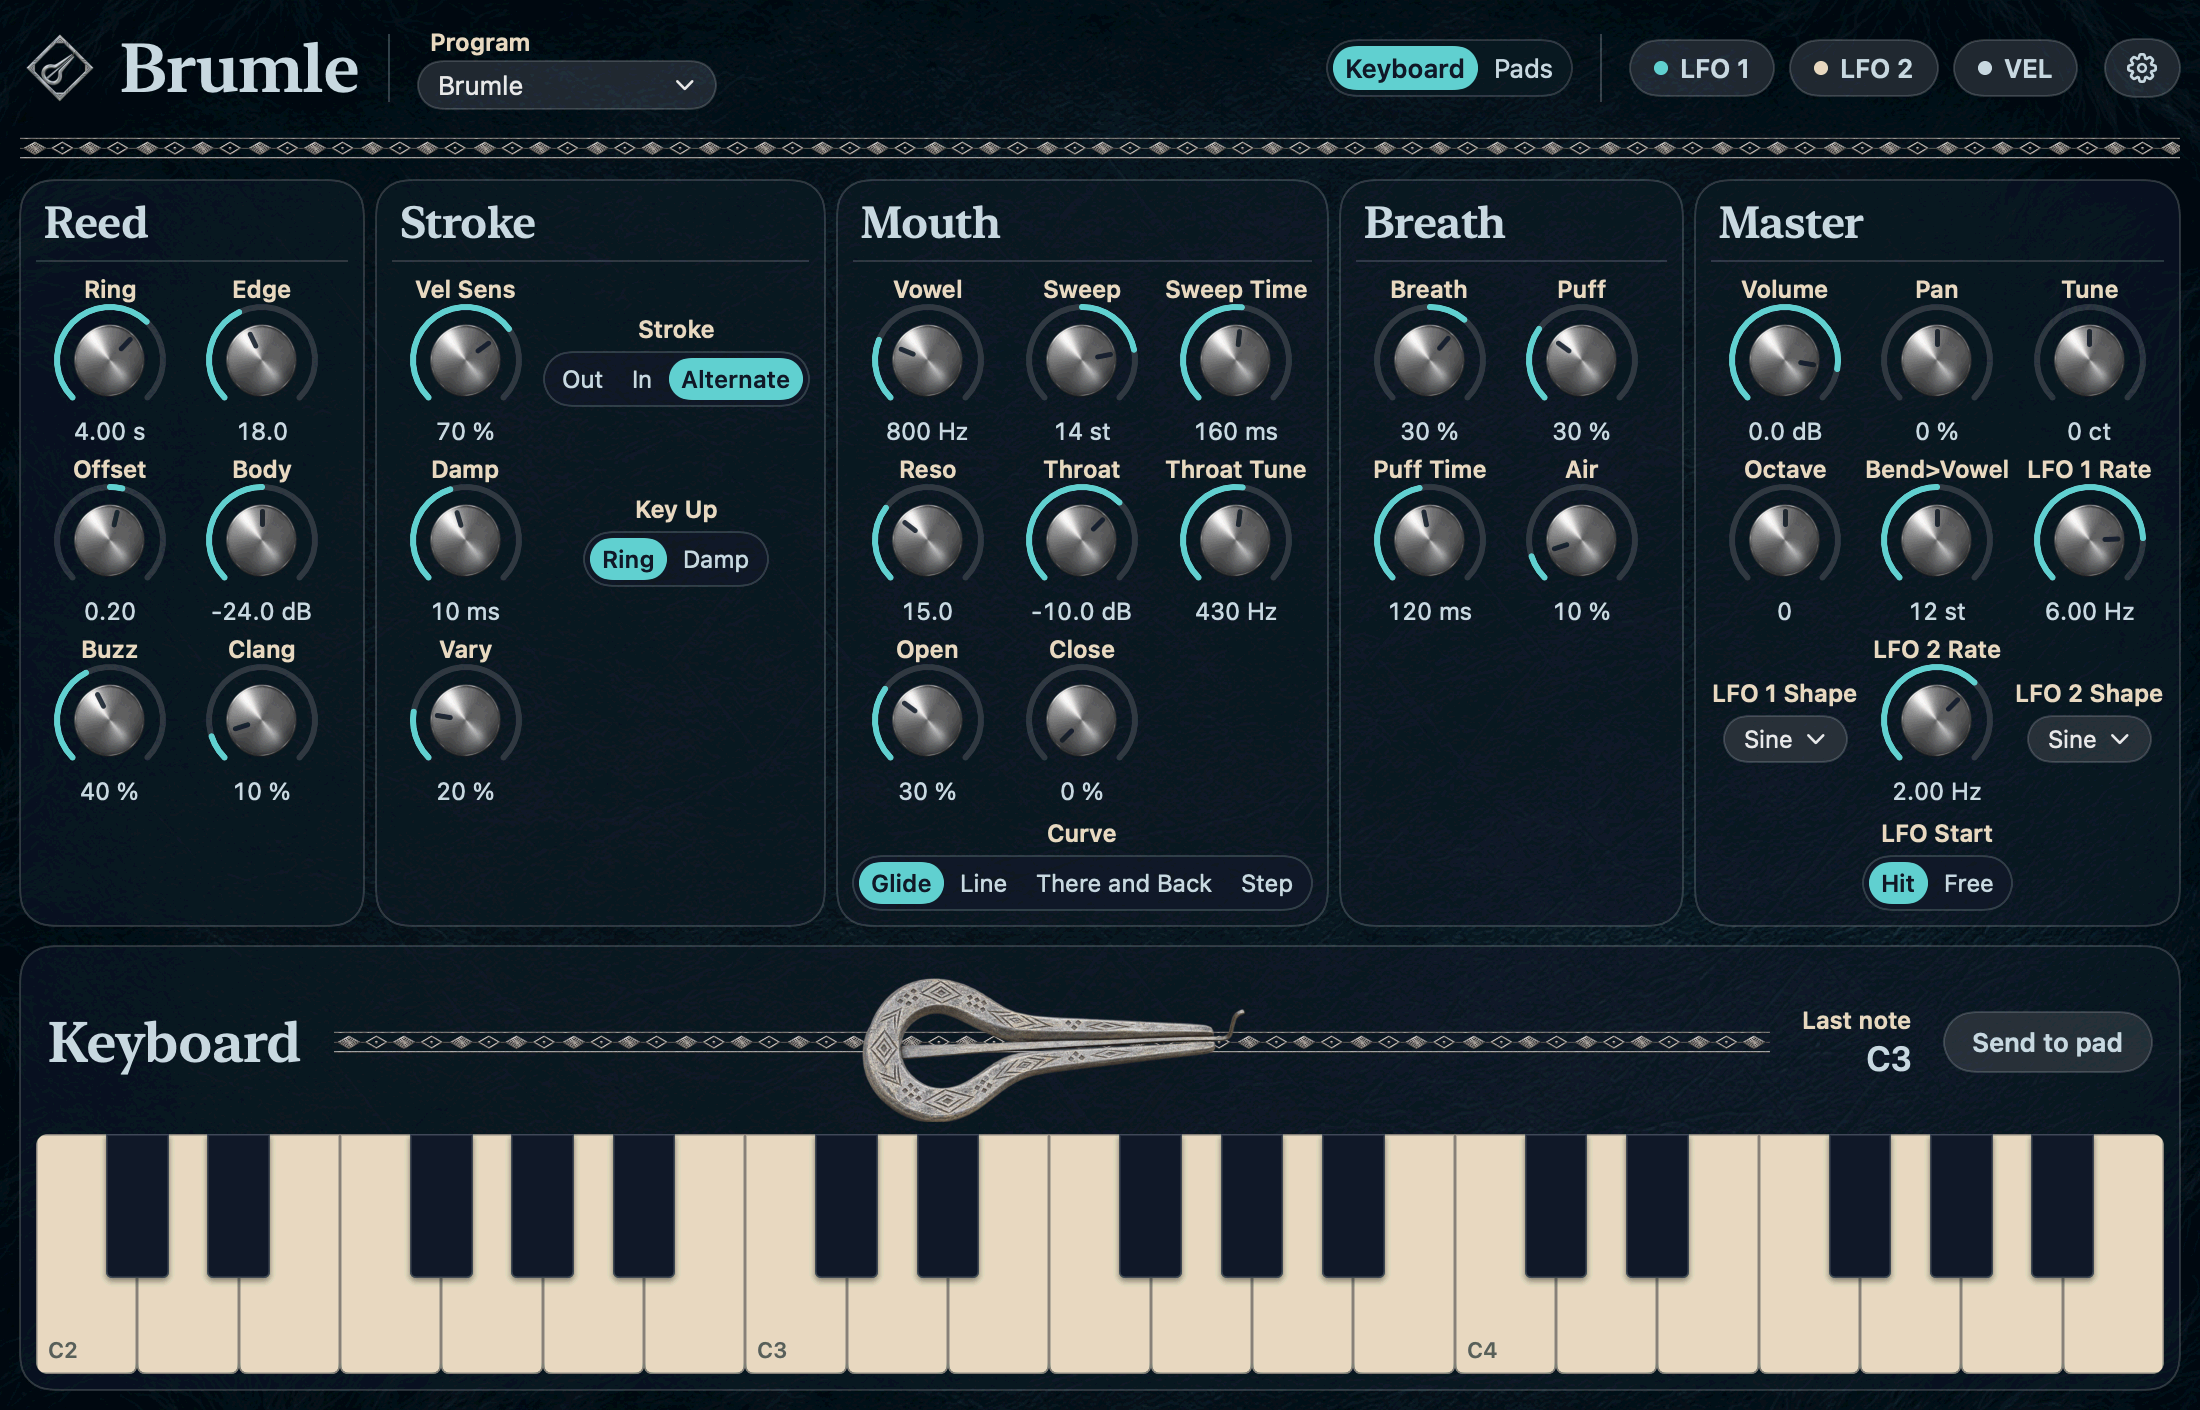 Brumle
Program
Brumle
Keyboard Pads
LFO 1
LFO 2
VEL
Reed
Ring Edge
4.00 s 18.0
Offset Body
0.20 -24.0 dB
Buzz Clang
40 % 10 %
Stroke
Vel Sens
70 %
Stroke
Out In Alternate
Damp
10 ms
Key Up
Ring Damp
Vary
20 %
Mouth
Vowel Sweep Sweep Time
800 Hz 14 st 160 ms
Reso Throat Throat Tune
15.0 -10.0 dB 430 Hz
Open Close
30 % 0 %
Curve
Glide Line There and Back Step
Breath
Breath Puff
30 % 30 %
Puff Time Air
120 ms 10 %
Master
Volume Pan Tune
0.0 dB 0 % 0 ct
Octave Bend>Vowel LFO 1 Rate
0 12 st 6.00 Hz
LFO 1 Shape
Sine
LFO 2 Rate
2.00 Hz
LFO 2 Shape
Sine
LFO Start
Hit Free
Keyboard
Last note
C3
Send to pad
C2 C3 C4